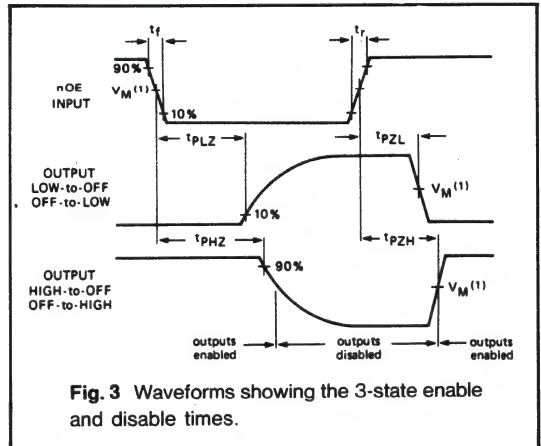 tf
tr
90%
nOE
INPUT
VM(1)
10%
tPLZ
tPZL
OUTPUT
LOW-to-OFF
OFF-to-LOW
VM(1)
10%
tPHZ
tPZH
OUTPUT
HIGH-to-OFF
OFF-to-HIGH
90%
VM(1)
outputs
enabled
outputs
disabled
outputs
enabled
Fig. 3 Waveforms showing the 3-state enable
and disable times.